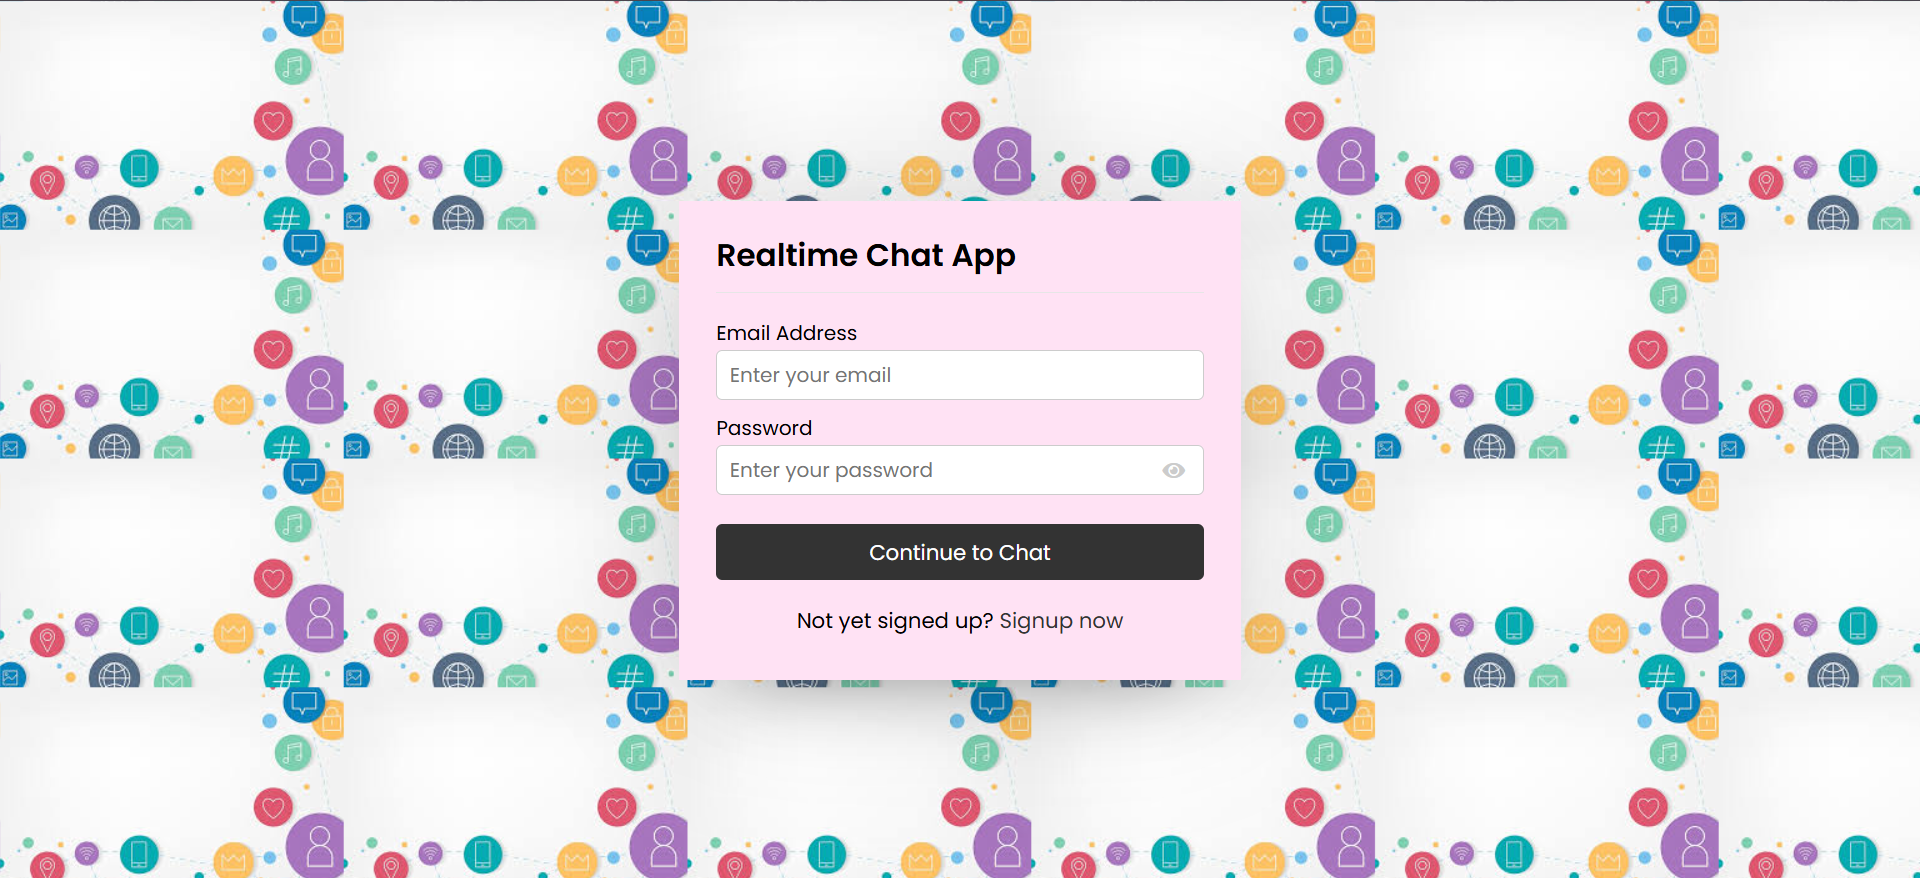 Realtime Chat App
Email Address
Enter your email
Password
Enter your password
Continue to Chat
Not yet signed up? Signup now